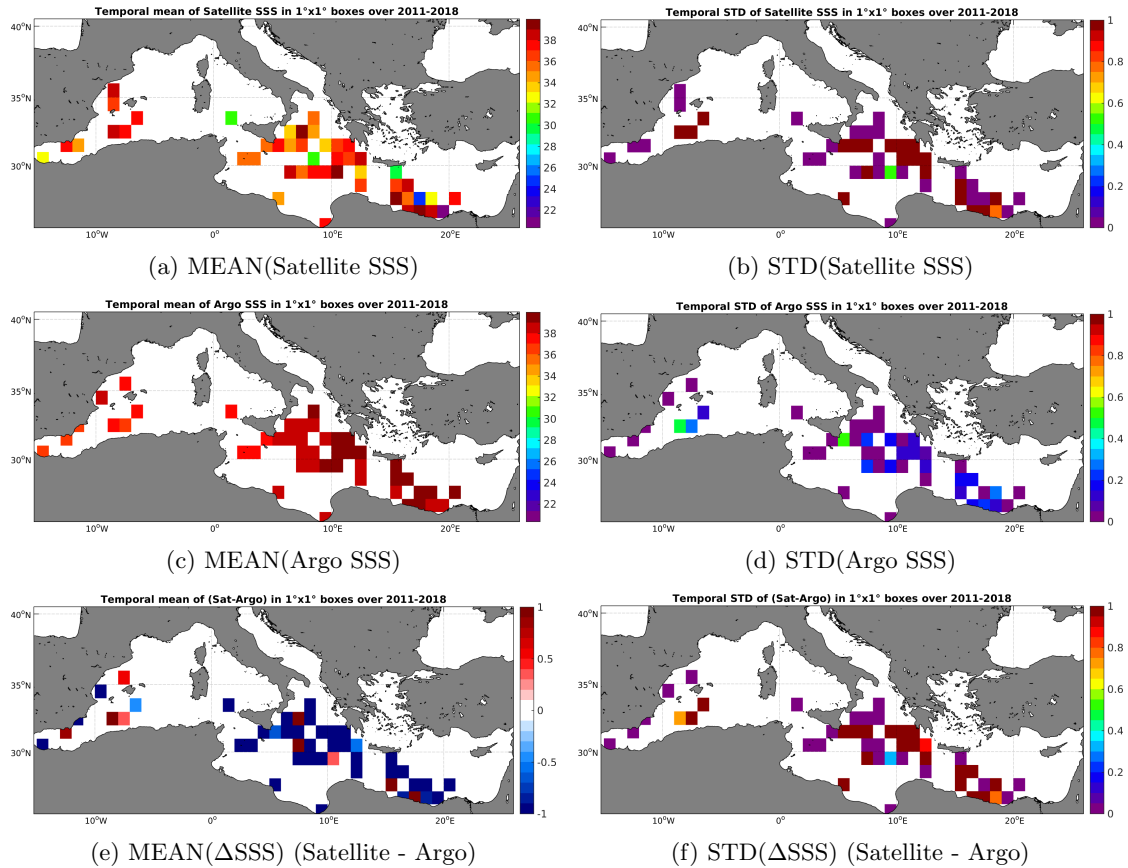 Temporal mean of Satellite SSS in 1°x1° boxes over 2011-2018
40°N
35°N
30°N
10°W
0°
10°E
20°E
38
36
34
32
30
28
26
24
22
(a) MEAN(Satellite SSS)
Temporal STD of Satellite SSS in 1°x1° boxes over 2011-2018
40°N
35°N
30°N
10°W
0°
10°E
20°E
1
0.8
0.6
0.4
0.2
0
(b) STD(Satellite SSS)
Temporal mean of Argo SSS in 1°x1° boxes over 2011-2018
40°N
35°N
30°N
10°W
0°
10°E
20°E
38
36
34
32
30
28
26
24
22
(c) MEAN(Argo SSS)
Temporal STD of Argo SSS in 1°x1° boxes over 2011-2018
40°N
35°N
30°N
10°W
0°
10°E
20°E
1
0.8
0.6
0.4
0.2
0
(d) STD(Argo SSS)
Temporal mean of (Sat-Argo) in 1°x1° boxes over 2011-2018
40°N
35°N
30°N
10°W
0°
10°E
20°E
1
0.5
0
-0.5
-1
(e) MEAN(ΔSSS) (Satellite - Argo)
Temporal STD of (Sat-Argo) in 1°x1° boxes over 2011-2018
40°N
35°N
30°N
10°W
0°
10°E
20°E
1
0.8
0.6
0.4
0.2
0
(f) STD(ΔSSS) (Satellite - Argo)